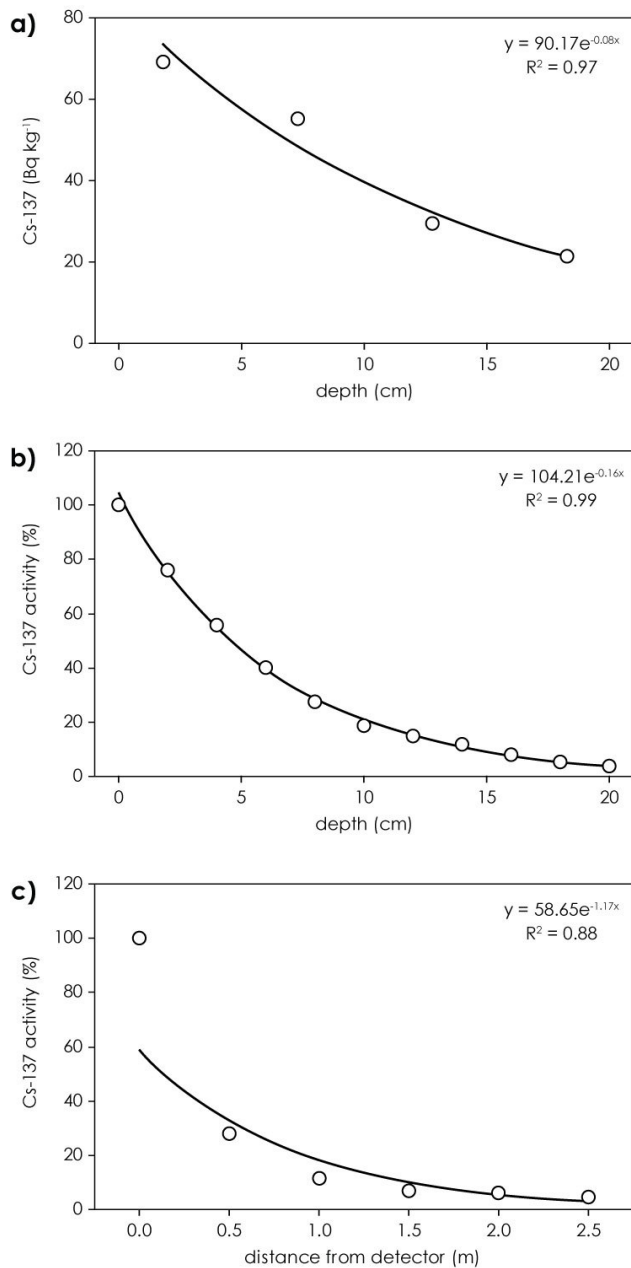 a)
80
60
40
20
0
Cs-137 (Bq kg⁻¹)
y = 90.17e^-0.08x
R² = 0.97
0 5 10 15 20
depth (cm)
b)
120
100
80
60
40
20
0
Cs-137 activity (%)
y = 104.21e^-0.16x
R² = 0.99
0 5 10 15 20
depth (cm)
c)
120
100
80
60
40
20
0
Cs-137 activity (%)
y = 58.65e^-1.17x
R² = 0.88
0.0 0.5 1.0 1.5 2.0 2.5
distance from detector (m)